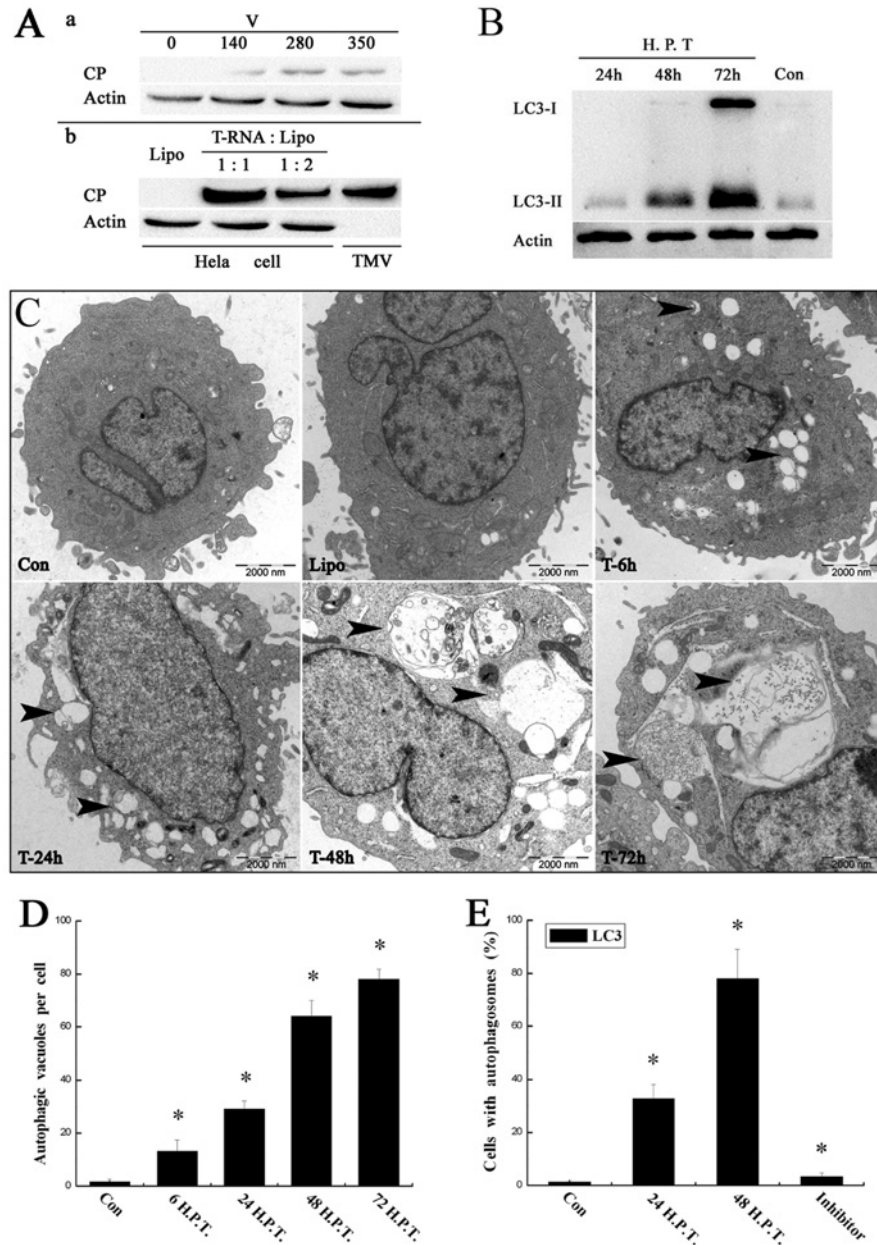 A
a
V
0 140 280 350
CP
Actin
b
Lipo
T-RNA : Lipo
1 : 1 1 : 2
CP
Actin
Hela cell TMV
B
H. P. T
24h 48h 72h Con
LC3-I
LC3-II
Actin
C
Con
2000 nm
Lipo
2000 nm
T-6h
2000 nm
T-24h
2000 nm
T-48h
2000 nm
T-72h
2000 nm
D
Autophagic vacuoles per cell
100
80
60
40
20
0
* * * *
Con
6 H.P.T.
24 H.P.T.
48 H.P.T.
72 H.P.T.
E
Cells with autophagosomes (%)
100
80
60
40
20
0
LC3
* * *
Con
24 H.P.T.
48 H.P.T.
Inhibitor